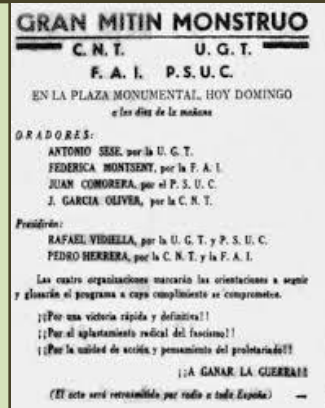 GRAN MITIN MONSTRUO
C. N. T. U. G. T.
F. A. I. P. S. U. C.
EN LA PLAZA MONUMENTAL, HOY DOMINGO
a las diez de la mañana
ORADORES:
ANTONIO SESE, por la U. G. T.
FEDERICA MONTSENY, por la F. A. I.
JUAN COMORERA, por el P. S. U. C.
J. GARCIA OLIVER, por la C. N. T.
Presidirán:
RAFAEL VIDIELLA, por la U. G. T. y P. S. U. C.
PEDRO HERRERA, por la C. N. T. y la F. A. I.
Las cuatro organizaciones marcarán las orientaciones a seguir
y glosarán el programa a cuyo cumplimiento se comprometen.
¡¡Por una victoria rápida y definitiva!!
¡¡Por el aplastamiento radical del fascismo!!
¡¡Por la unidad de acción y pensamiento del proletariado!!
¡¡A GANAR LA GUERRA!!
(El acto será retrasmitido por radio a toda España)